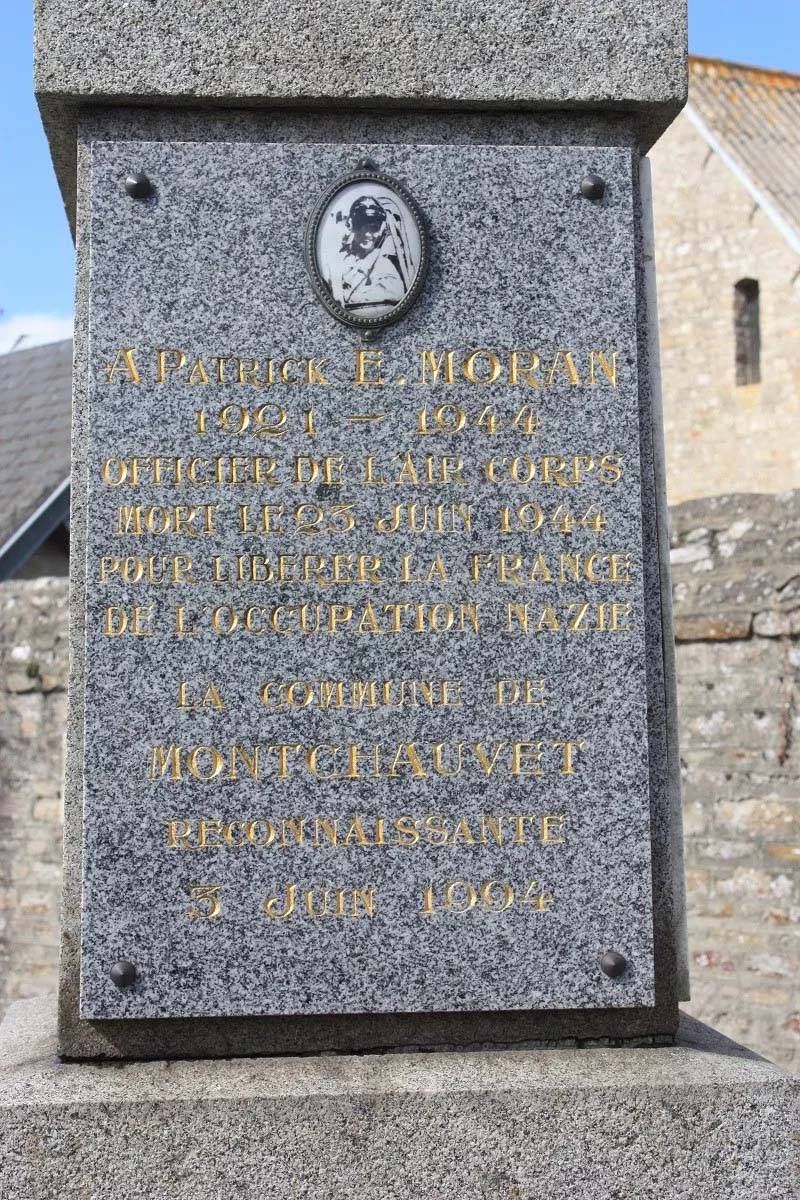 A PATRICK E. MORAN
1921 - 1944
OFFICIER DE L'AIR CORPS
MORT LE 23 JUIN 1944
POUR LIBERER LA FRANCE
DE L'OCCUPATION NAZIE
LA COMMUNE DE
MONTCHAUVET
RECONNAISSANTE
3 JUIN 1994